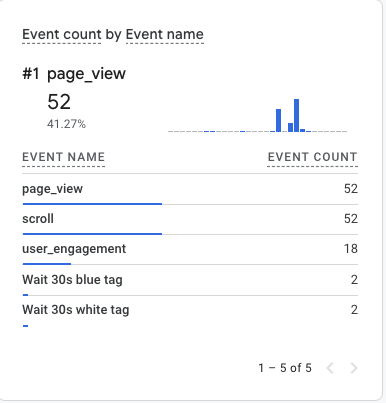 Event count by Event name
#1 page_view
52
41.27%
EVENT NAME EVENT COUNT
page_view 52
scroll 52
user_engagement 18
Wait 30s blue tag 2
Wait 30s white tag 2
1 – 5 of 5